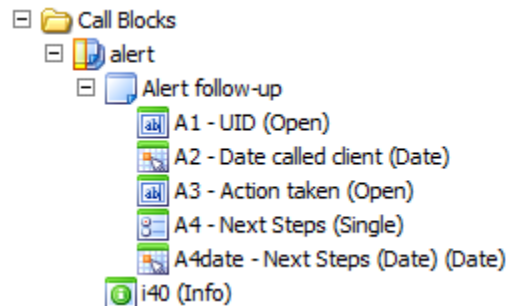 Call Blocks
alert
Alert follow-up
A1 - UID (Open)
A2 - Date called client (Date)
A3 - Action taken (Open)
A4 - Next Steps (Single)
A4date - Next Steps (Date) (Date)
i40 (Info)